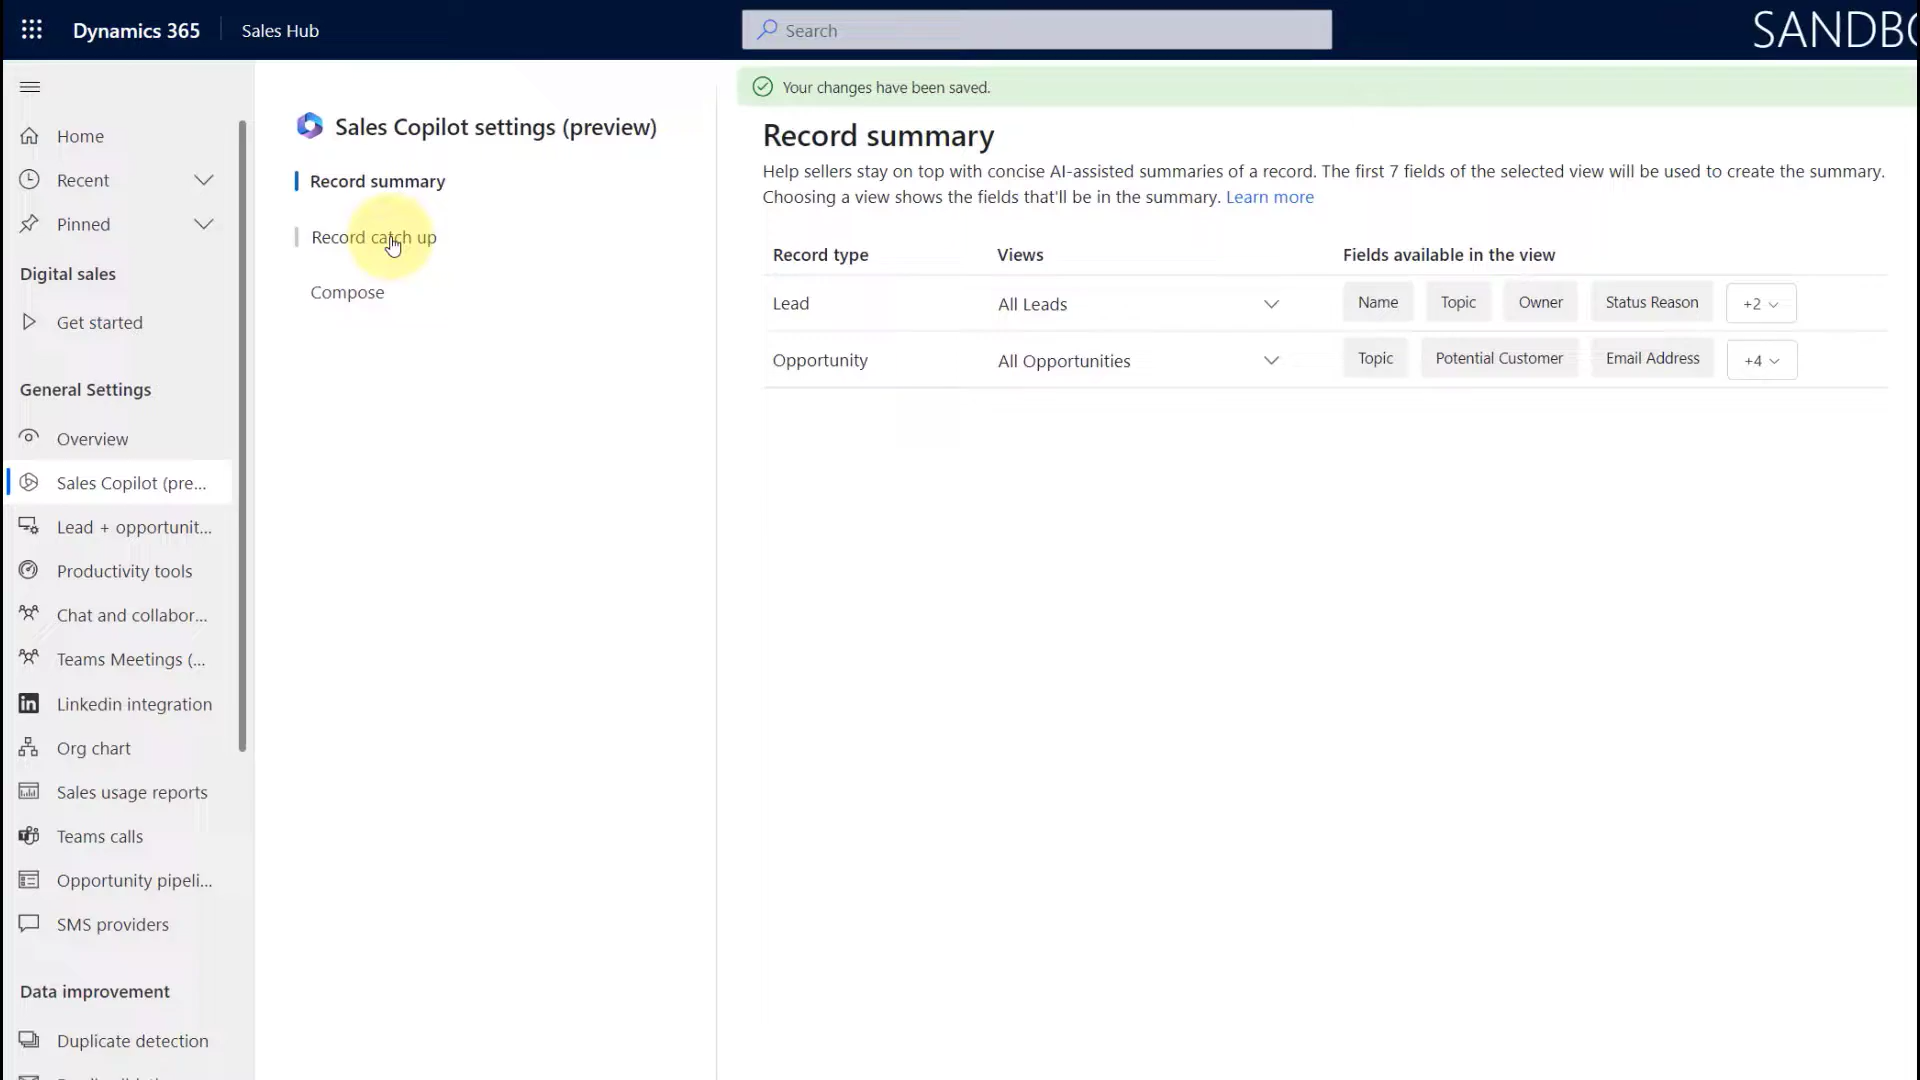 Dynamics 365
Sales Hub
Search
SANDBO
Home
Recent
Pinned
Digital sales
Get started
General Settings
Overview
Sales Copilot (pre...
Lead + opportunit...
Productivity tools
Chat and collabor...
Teams Meetings (...
Linkedin integration
Org chart
Sales usage reports
Teams calls
Opportunity pipeli...
SMS providers
Data improvement
Duplicate detection
Sales Copilot settings (preview)
Record summary
Record catch up
Compose
Your changes have been saved.
Record summary
Help sellers stay on top with concise AI-assisted summaries of a record. The first 7 fields of the selected view will be used to create the summary.
Choosing a view shows the fields that'll be in the summary. Learn more
Record type Views Fields available in the view
Lead All Leads Name Topic Owner Status Reason +2
Opportunity All Opportunities Topic Potential Customer Email Address +4